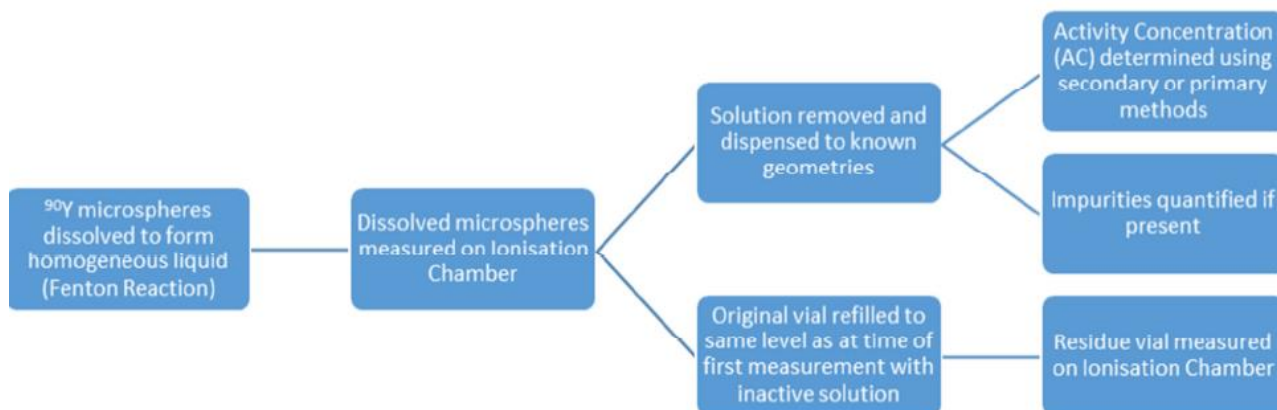 ⁹⁰Y microspheres
dissolved to form
homogeneous liquid
(Fenton Reaction)
Dissolved microspheres
measured on Ionisation
Chamber
Solution removed and
dispensed to known
geometries
Activity Concentration
(AC) determined using
secondary or primary
methods
Impurities quantified if
present
Original vial refilled to
same level as at time of
first measurement with
inactive solution
Residue vial measured
on Ionisation Chamber